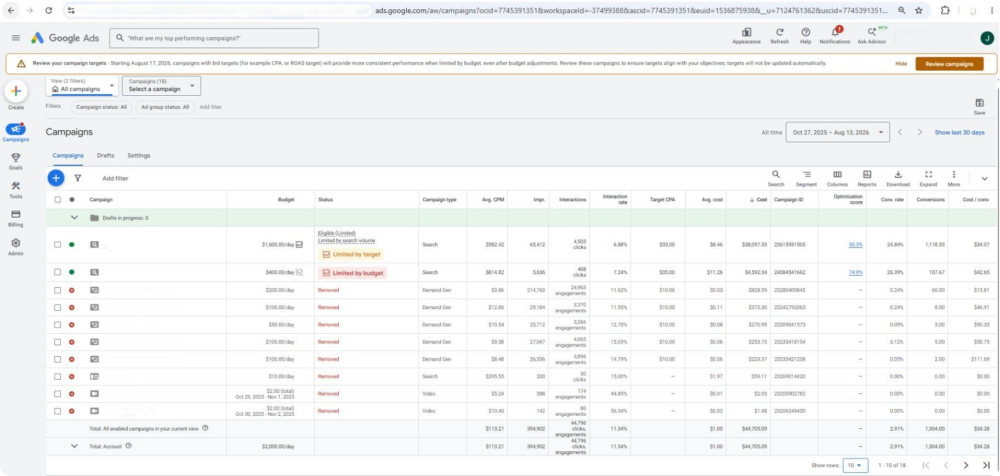 ads.google.com/aw/campaigns?ocid=7745391351&workspaceId=-37499388&ascid=7745391351&euid=1536875938&__u=7124761362&uscid=7745391351...
Google Ads
"What are my top performing campaigns?"
Appearance
Refresh
Help
!
Notifications
BETA
Ask Advisor
J
Review your campaign targets - Starting August 17, 2026, campaigns with bid targets (for example CPA, or ROAS target) will provide more consistent performance when limited by budget, even after budget adjustments. Review these campaigns to ensure targets align with your objectives; targets will not be updated automatically.
Hide
Review campaigns
Create
Campaigns
Goals
Tools
Billing
Admin
View (2 filters)
All campaigns
Campaigns (18)
Select a campaign
Filters
Campaign status: All
Ad group status: All
Add filter
Save
Campaigns
All time
Oct 27, 2025 – Aug 13, 2026
Show last 30 days
Campaigns
Drafts
Settings
Add filter
Search
Segment
Columns
Reports
Download
Expand
More
Campaign Budget Status Campaign type Avg. CPM Impr. Interactions Interaction rate Target CPA Avg. cost Cost Campaign ID Optimization score Conv. rate Conversions Cost / conv.
Drafts in progress: 0
$1,600.00/day Eligible (Limited) Limited by search volume Limited by target Search $582.42 65,412 4,503 clicks 6.88% $33.00 $8.46 $38,097.33 23615931505 50.3% 24.84% 1,118.33 $34.07
$400.00/day Limited by budget Search $814.82 5,636 408 clicks 7.24% $35.00 $11.26 $4,592.34 24084541662 74.9% 26.39% 107.67 $42.65
$200.00/day Removed Demand Gen $3.86 214,763 24,963 engagements 11.62% $10.00 $0.03 $828.59 23280409845 – 0.24% 60.00 $13.81
$100.00/day Removed Demand Gen $12.86 29,184 3,370 engagements 11.55% $10.00 $0.11 $375.30 23242792063 – 0.24% 8.00 $46.91
$50.00/day Removed Demand Gen $10.54 25,712 3,266 engagements 12.70% $10.00 $0.08 $270.99 23209041573 – 0.09% 3.00 $90.33
$100.00/day Removed Demand Gen $9.38 27,047 4,065 engagements 15.03% $10.00 $0.06 $253.73 23233418154 – 0.12% 5.00 $50.75
$100.00/day Removed Demand Gen $8.48 26,336 3,896 engagements 14.79% $10.00 $0.06 $223.37 23233421238 – 0.05% 2.00 $111.69
$10.00/day Removed Search $295.55 200 30 clicks 15.00% – $1.97 $59.11 23269014420 – 0.00% 0.00 $0.00
$2.00 (total) Oct 29, 2025 - Nov 1, 2025 Removed Video $5.24 388 174 engagements 44.85% – $0.01 $2.03 23205902782 – 0.00% 0.00 $0.00
$2.00 (total) Oct 30, 2025 - Nov 2, 2025 Removed Video $10.40 142 80 engagements 56.34% – $0.02 $1.48 23206249430 – 0.00% 0.00 $0.00
Total: All enabled campaigns in your current view $113.21 394,902 44,796 clicks, engagements 11.34% $1.00 $44,705.09 – 2.91% 1,304.00 $34.28
Total: Account $2,000.00/day $113.21 394,902 44,796 clicks, engagements 11.34% $1.00 $44,705.09 – 2.91% 1,304.00 $34.28
Show rows: 10 1 - 10 of 18